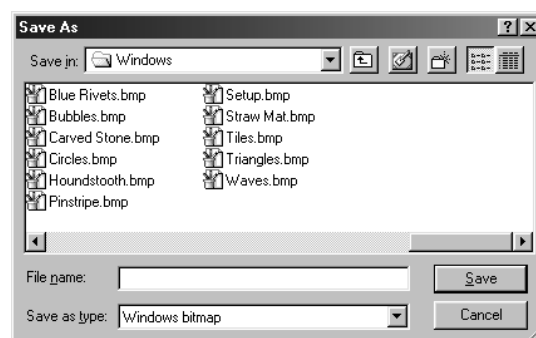 Save As
Save in: Windows
Blue Rivets.bmp
Bubbles.bmp
Carved Stone.bmp
Circles.bmp
Houndstooth.bmp
Pinstripe.bmp
Setup.bmp
Straw Mat.bmp
Tiles.bmp
Triangles.bmp
Waves.bmp
File name:
Save
Save as type: Windows bitmap
Cancel